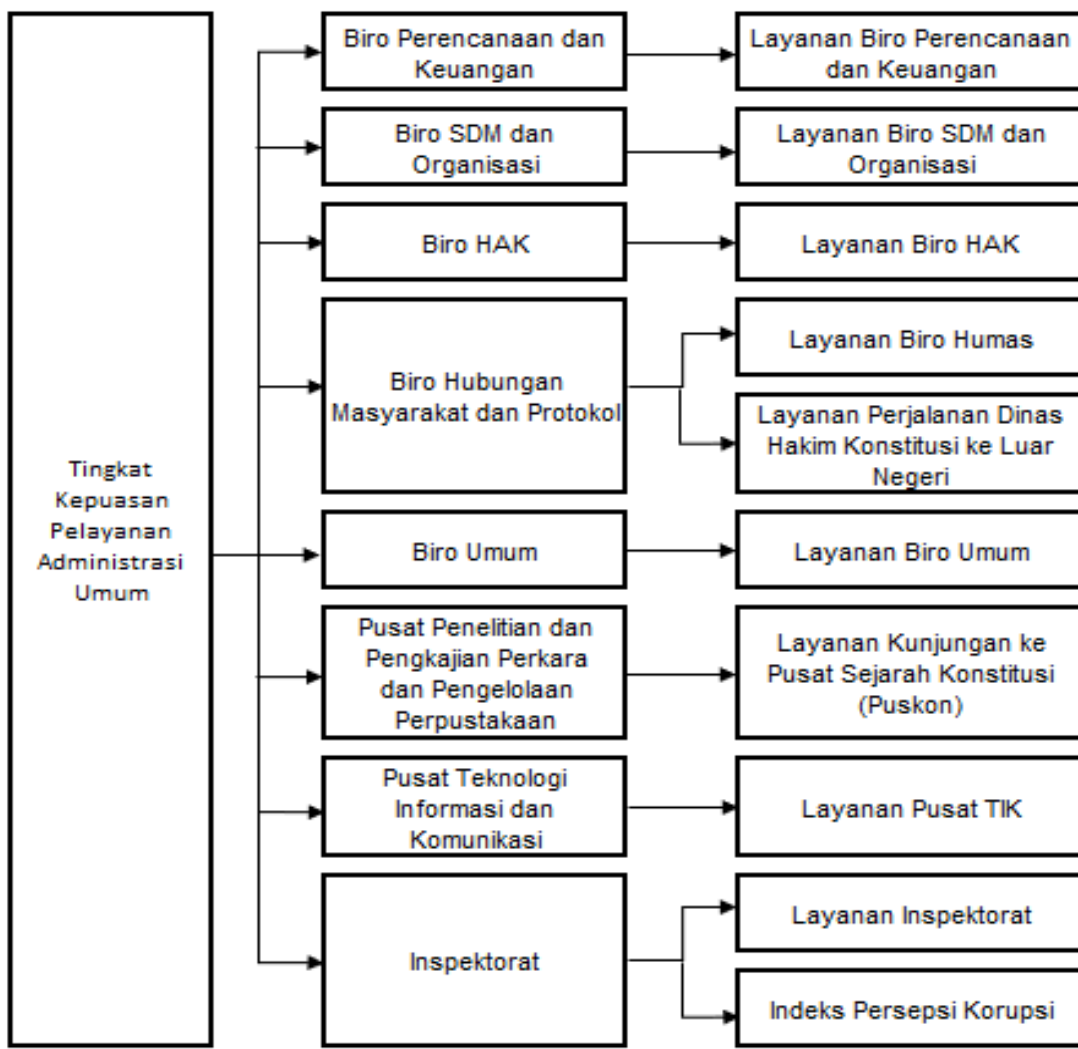 Tingkat
Kepuasan
Pelayanan
Administrasi
Umum
Biro Perencanaan dan
Keuangan
Layanan Biro Perencanaan
dan Keuangan
Biro SDM dan
Organisasi
Layanan Biro SDM dan
Organisasi
Biro HAK
Layanan Biro HAK
Biro Hubungan
Masyarakat dan Protokol
Layanan Biro Humas
Layanan Perjalanan Dinas
Hakim Konstitusi ke Luar
Negeri
Biro Umum
Layanan Biro Umum
Pusat Penelitian dan
Pengkajian Perkara
dan Pengelolaan
Perpustakaan
Layanan Kunjungan ke
Pusat Sejarah Konstitusi
(Puskon)
Pusat Teknologi
Informasi dan
Komunikasi
Layanan Pusat TIK
Inspektorat
Layanan Inspektorat
Indeks Persepsi Korupsi